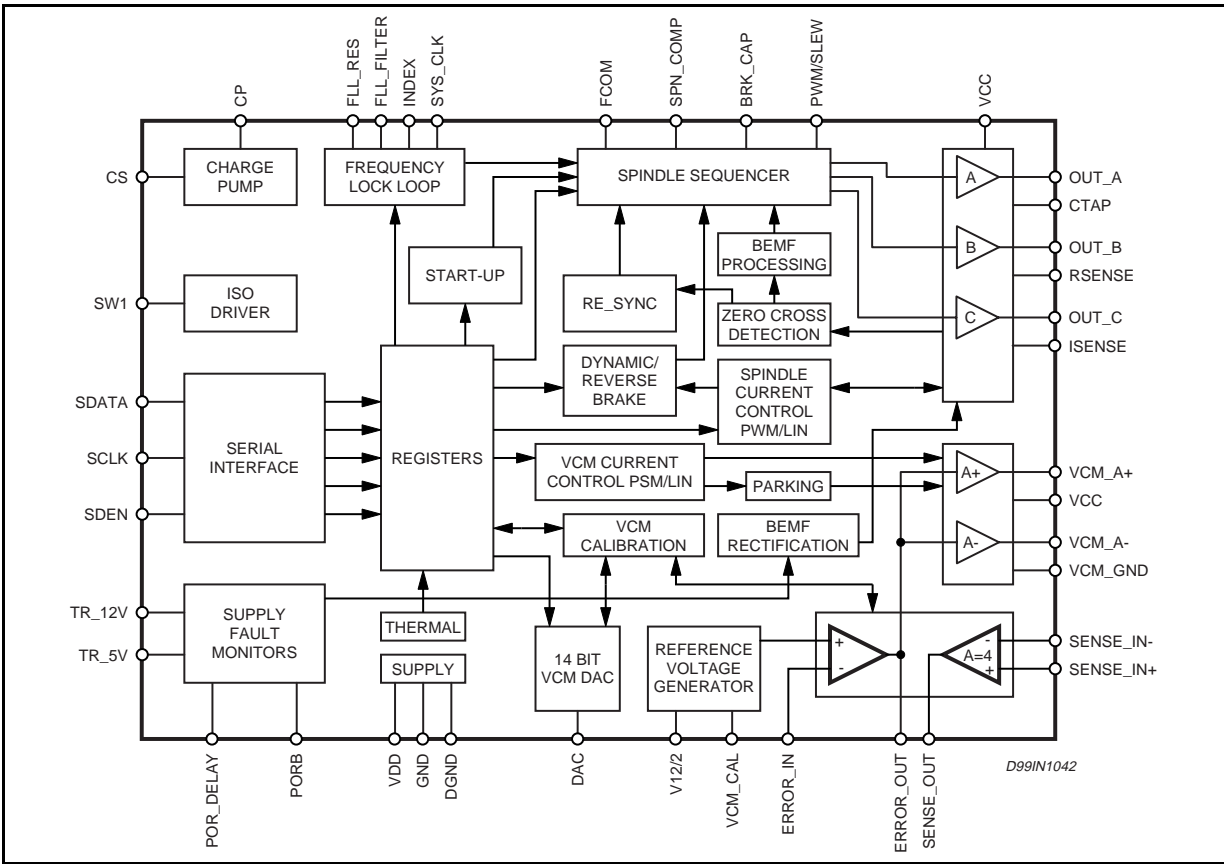 CP
FLL_RES
FLL_FILTER
INDEX
SYS_CLK
FCOM
SPN_COMP
BRK_CAP
PWM/SLEW
VCC
CS
CHARGE
PUMP
FREQUENCY
LOCK LOOP
SPINDLE SEQUENCER
A
OUT_A
CTAP
B
OUT_B
RSENSE
C
OUT_C
ISENSE
START-UP
BEMF
PROCESSING
SW1
ISO
DRIVER
RE_SYNC
ZERO CROSS
DETECTION
DYNAMIC/
REVERSE
BRAKE
SPINDLE
CURRENT
CONTROL
PWM/LIN
SDATA
SCLK
SDEN
SERIAL
INTERFACE
REGISTERS
VCM CURRENT
CONTROL PSM/LIN
PARKING
A+
VCM_A+
VCC
A-
VCM_A-
VCM_GND
VCM
CALIBRATION
BEMF
RECTIFICATION
TR_12V
TR_5V
SUPPLY
FAULT
MONITORS
THERMAL
SUPPLY
14 BIT
VCM DAC
REFERENCE
VOLTAGE
GENERATOR
+
-
A=4
-
+
SENSE_IN-
SENSE_IN+
POR_DELAY
PORB
VDD
GND
DGND
DAC
V12/2
VCM_CAL
ERROR_IN
ERROR_OUT
SENSE_OUT
D99IN1042